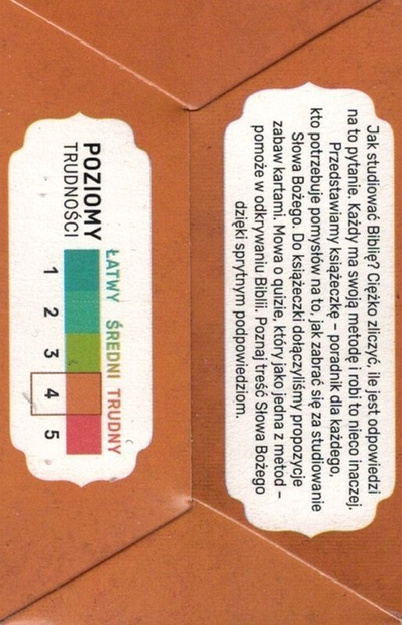 Jak studiować Biblię? Ciężko zliczyć, ile jest odpowiedzi
na to pytanie. Każdy ma swoją metodę i robi to nieco inaczej.
Przedstawiamy książeczkę – poradnik dla każdego,
kto potrzebuje pomysłów na to, jak zabrać się za studiowanie
Słowa Bożego. Do książeczki dołączyliśmy propozycje
zabaw kartami. Mowa o quizie, który jako jedna z metod –
pomoże w odkrywaniu Biblii. Poznaj treść Słowa Bożego
dzięki sprytnym podpowiedziom.
ŁATWY ŚREDNI TRUDNY
POZIOMY
TRUDNOŚCI
1 2 3 4 5